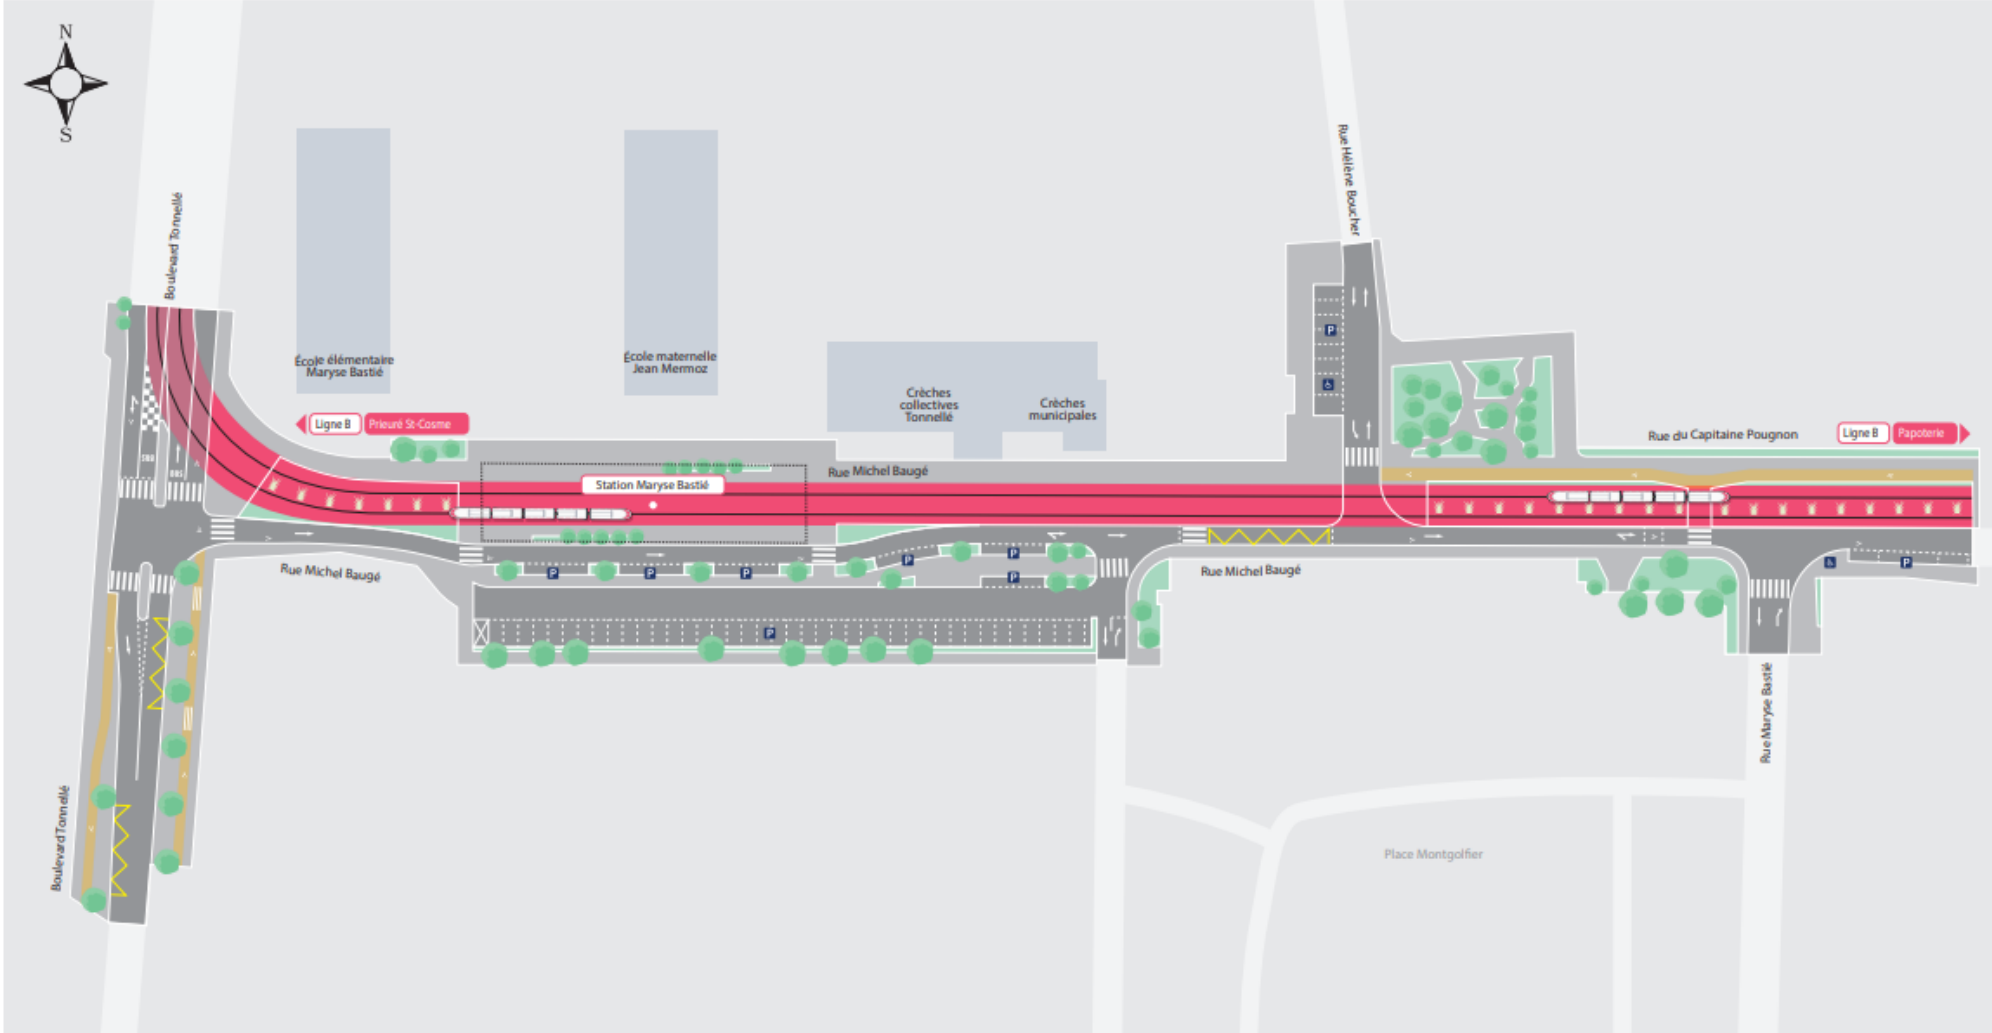 N
S
Boulevard Tonnellé
Rue Hélène Boucher
École élémentaire
Maryse Bastié
École maternelle
Jean Mermoz
Crèches
collectives
Tonnellé
Crèches
municipales
Ligne B
Prieuré St-Cosme
Rue du Capitaine Pougnon
Ligne B
Papoterie
Rue Michel Baugé
Station Maryse Bastié
BUS
BUS
Rue Michel Baugé
Rue Michel Baugé
P
P
P
P
P
P
P
P
P
Rue Maryse Bastié
Boulevard Tonnellé
Place Montgolfier